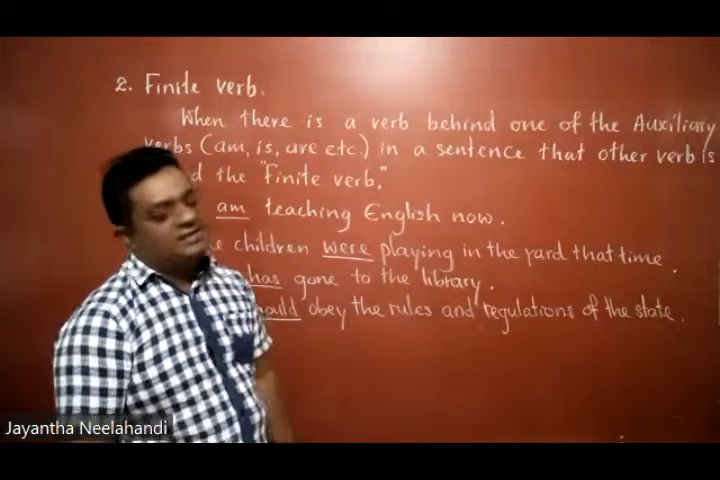 2. Finite verb.
When there is a verb behind one of the Auxiliary
verbs (am, is, are etc.) in a sentence that other verb is
the "Finite verb."
am teaching English now.
children were playing in the yard that time.
has gone to the library.
obey the rules and regulations of the state.
Jayantha Neelahandi